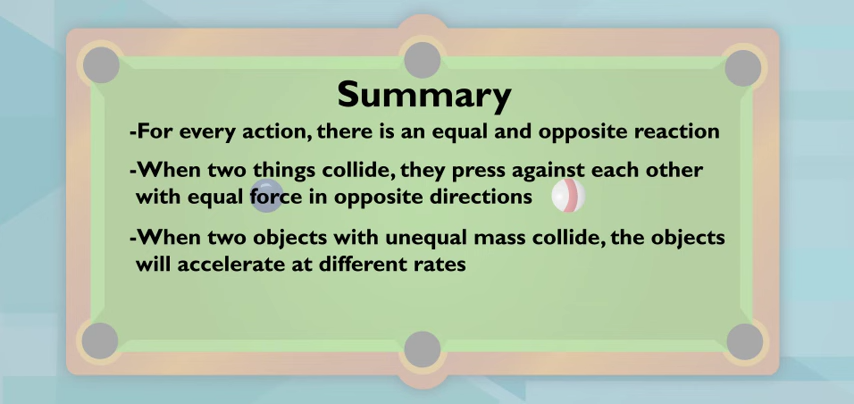 Summary
-For every action, there is an equal and opposite reaction
-When two things collide, they press against each other
with equal force in opposite directions
-When two objects with unequal mass collide, the objects
will accelerate at different rates